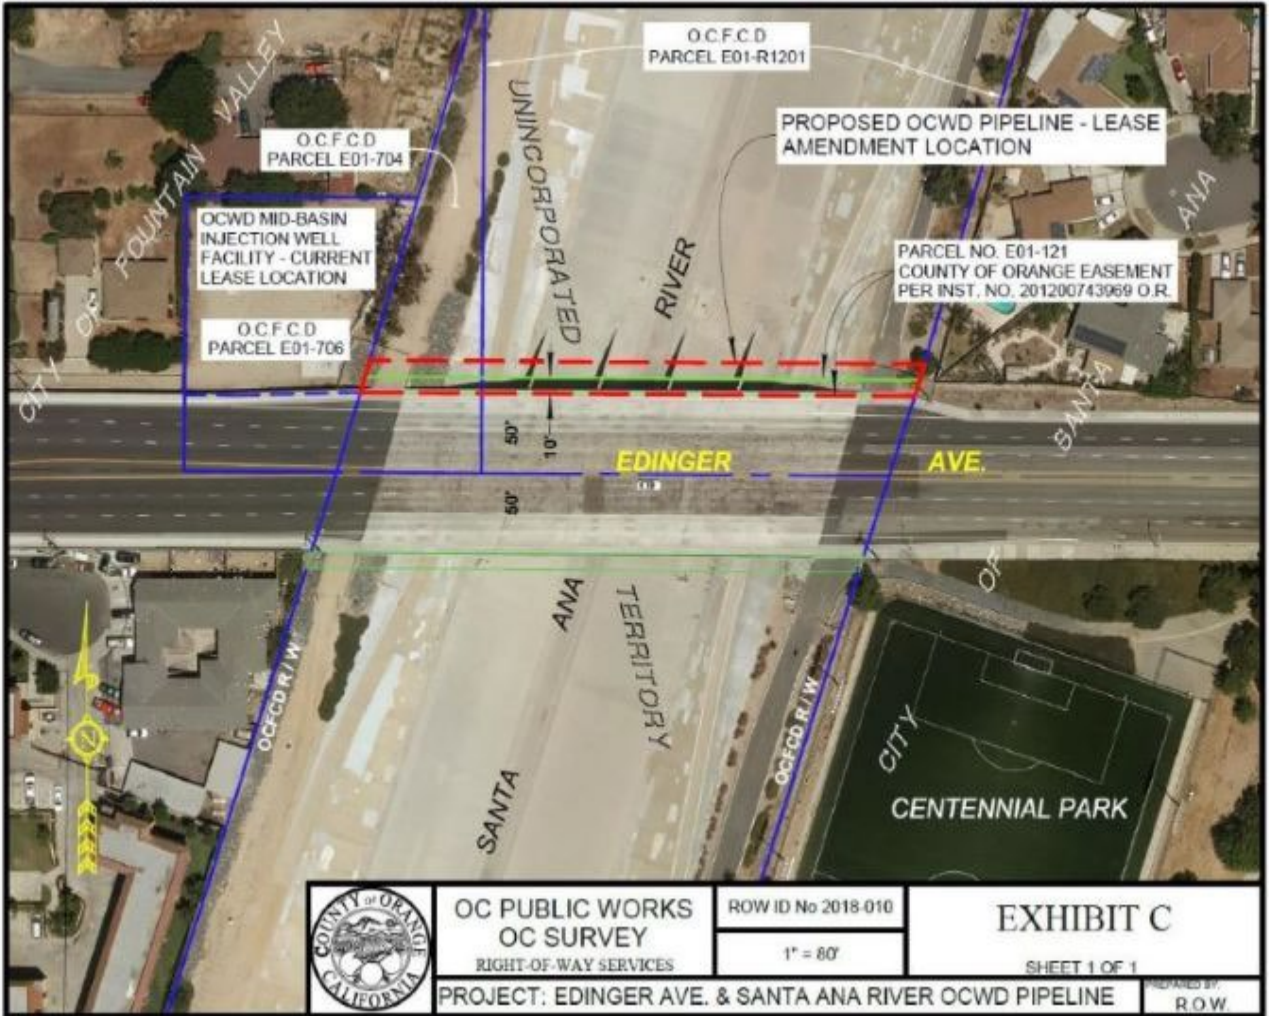 O.C.F.C.D
PARCEL E01-R1201
PROPOSED OCWD PIPELINE - LEASE
AMENDMENT LOCATION
O.C.F.C.D
PARCEL E01-704
OCWD MID-BASIN
INJECTION WELL
FACILITY - CURRENT
LEASE LOCATION
O.C.F.C.D
PARCEL E01-706
PARCEL NO. E01-121
COUNTY OF ORANGE EASEMENT
PER INST. NO. 201200743969 O.R.
CITY OF FOUNTAIN VALLEY
UNINCORPORATED
TERRITORY
SANTA ANA RIVER
CITY OF SANTA ANA
50'
10'
50'
EDINGER AVE.
OCFCD R/W
OCFCD R/W
CENTENNIAL PARK
COUNTY of ORANGE
CALIFORNIA
OC PUBLIC WORKS
OC SURVEY
RIGHT-OF-WAY SERVICES
ROW ID No 2018-010
1" = 80'
EXHIBIT C
SHEET 1 OF 1
PROJECT: EDINGER AVE. & SANTA ANA RIVER OCWD PIPELINE
PREPARED BY:
R.O.W.